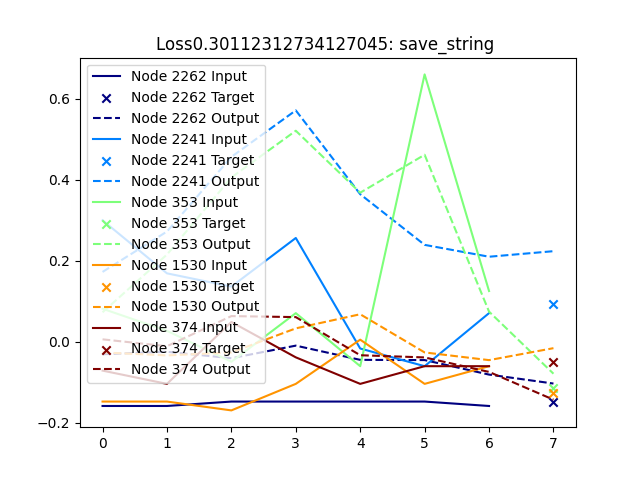 Loss0.30112312734127045: save_string
Node 2262 Input
Node 2262 Target
Node 2262 Output
Node 2241 Input
Node 2241 Target
Node 2241 Output
Node 353 Input
Node 353 Target
Node 353 Output
Node 1530 Input
Node 1530 Target
Node 1530 Output
Node 374 Input
Node 374 Target
Node 374 Output
0.6
0.4
0.2
0.0
−0.2
0 1 2 3 4 5 6 7